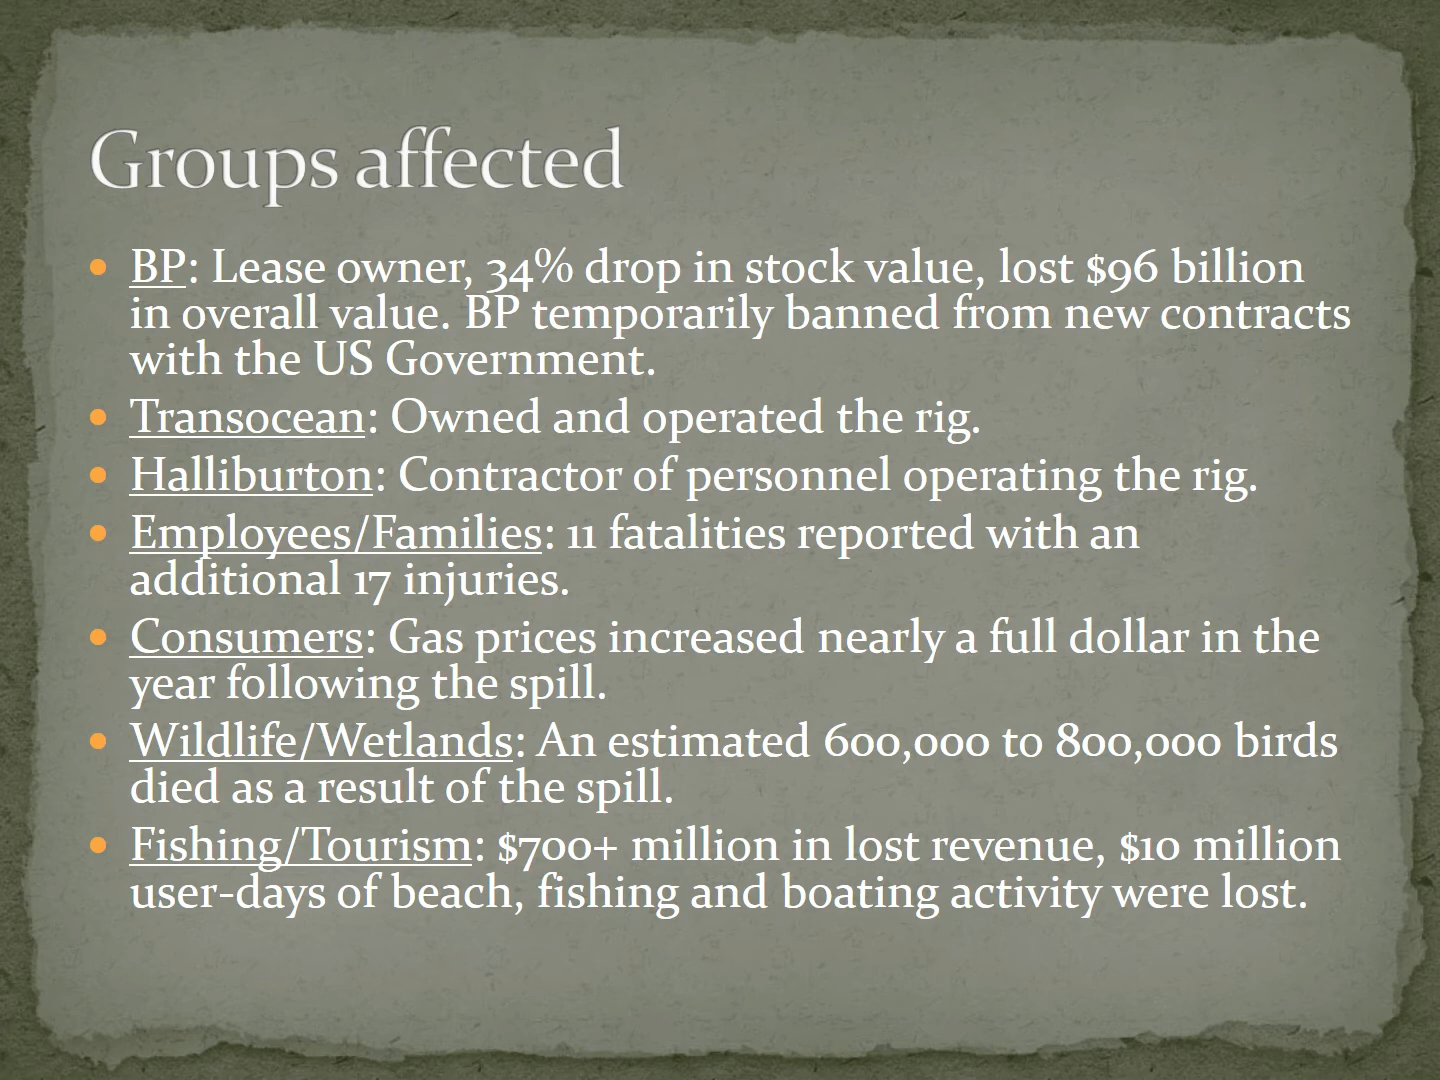 Groups affected
BP: Lease owner, 34% drop in stock value, lost $96 billion
in overall value. BP temporarily banned from new contracts
with the US Government.
Transocean: Owned and operated the rig.
Halliburton: Contractor of personnel operating the rig.
Employees/Families: 11 fatalities reported with an
additional 17 injuries.
Consumers: Gas prices increased nearly a full dollar in the
year following the spill.
Wildlife/Wetlands: An estimated 600,000 to 800,000 birds
died as a result of the spill.
Fishing/Tourism: $700+ million in lost revenue, $10 million
user-days of beach, fishing and boating activity were lost.